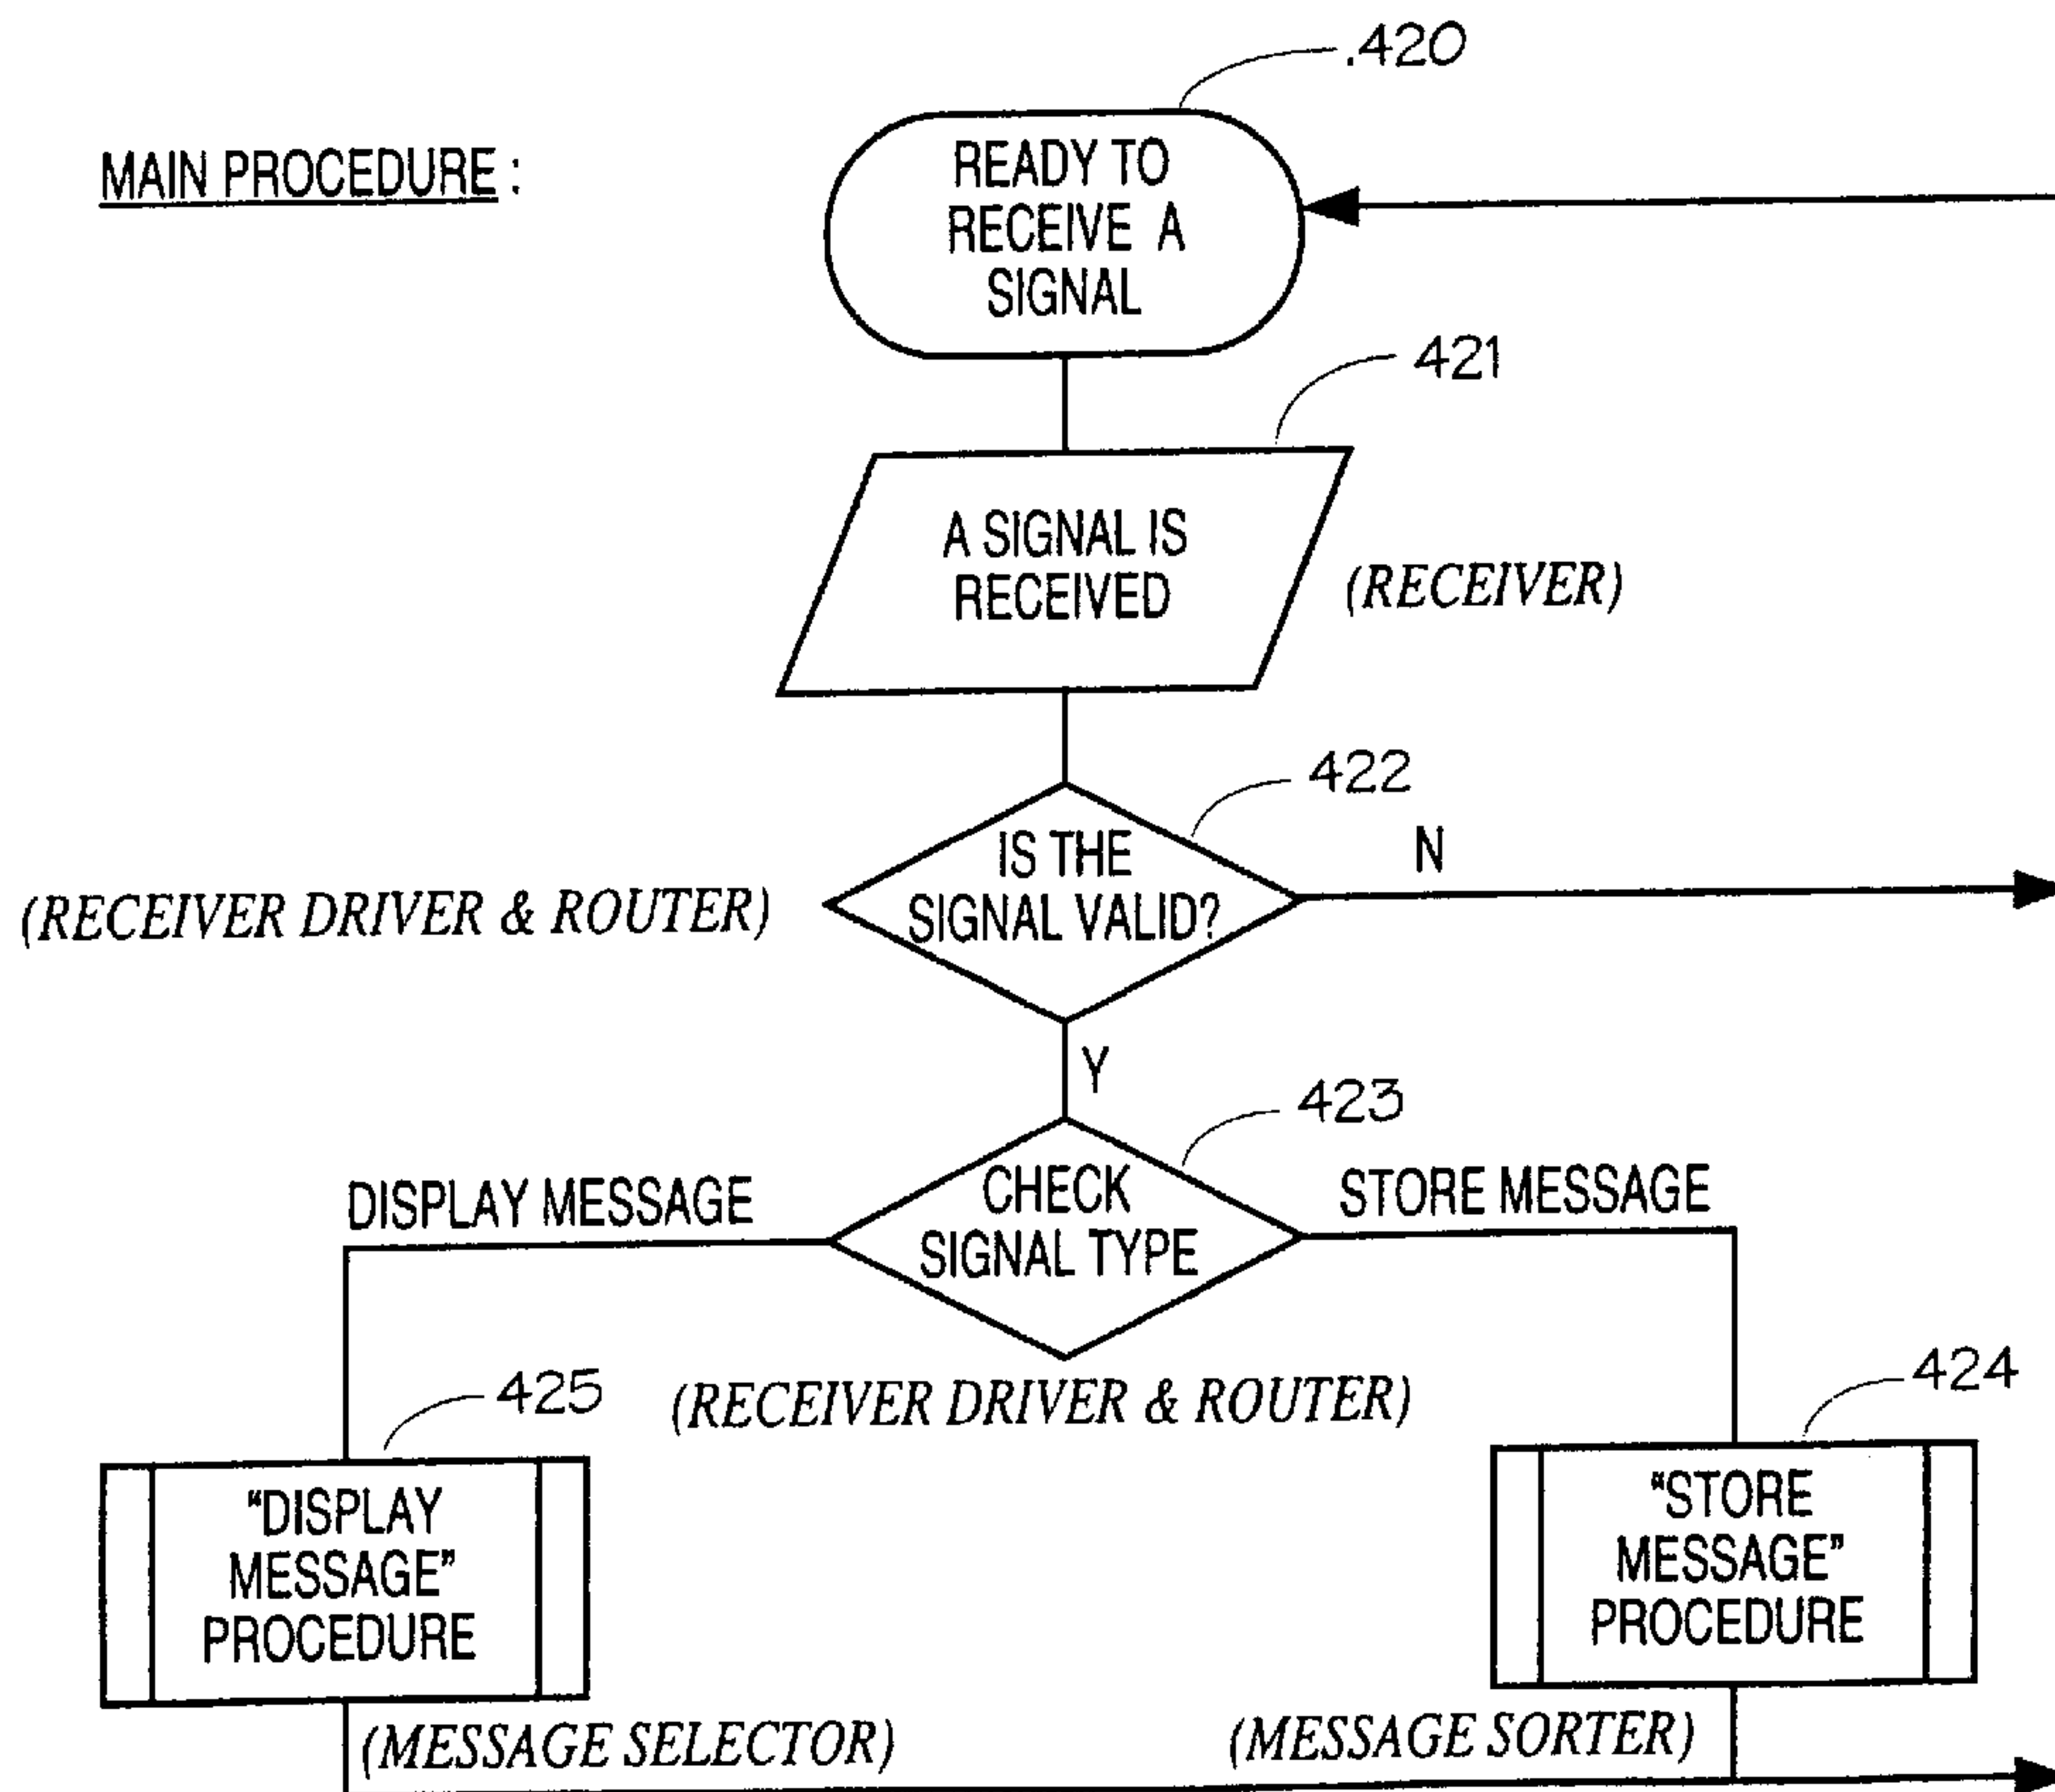 .420
MAIN PROCEDURE :
READY TO
RECEIVE A
SIGNAL
421
A SIGNAL IS
RECEIVED
(RECEIVER)
422
IS THE
SIGNAL VALID?
N
(RECEIVER DRIVER & ROUTER)
Y
423
CHECK
SIGNAL TYPE
DISPLAY MESSAGE
STORE MESSAGE
(RECEIVER DRIVER & ROUTER)
425
424
“DISPLAY
MESSAGE”
PROCEDURE
“STORE
MESSAGE”
PROCEDURE
(MESSAGE SELECTOR)
(MESSAGE SORTER)